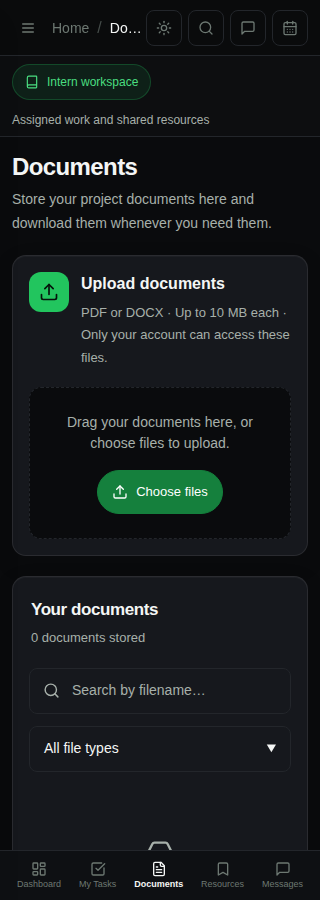 Home / Do…
Intern workspace
Assigned work and shared resources
Documents
Store your project documents here and
download them whenever you need them.
Upload documents
PDF or DOCX · Up to 10 MB each ·
Only your account can access these
files.
Drag your documents here, or
choose files to upload.
Choose files
Your documents
0 documents stored
Search by filename…
All file types
Dashboard My Tasks Documents Resources Messages